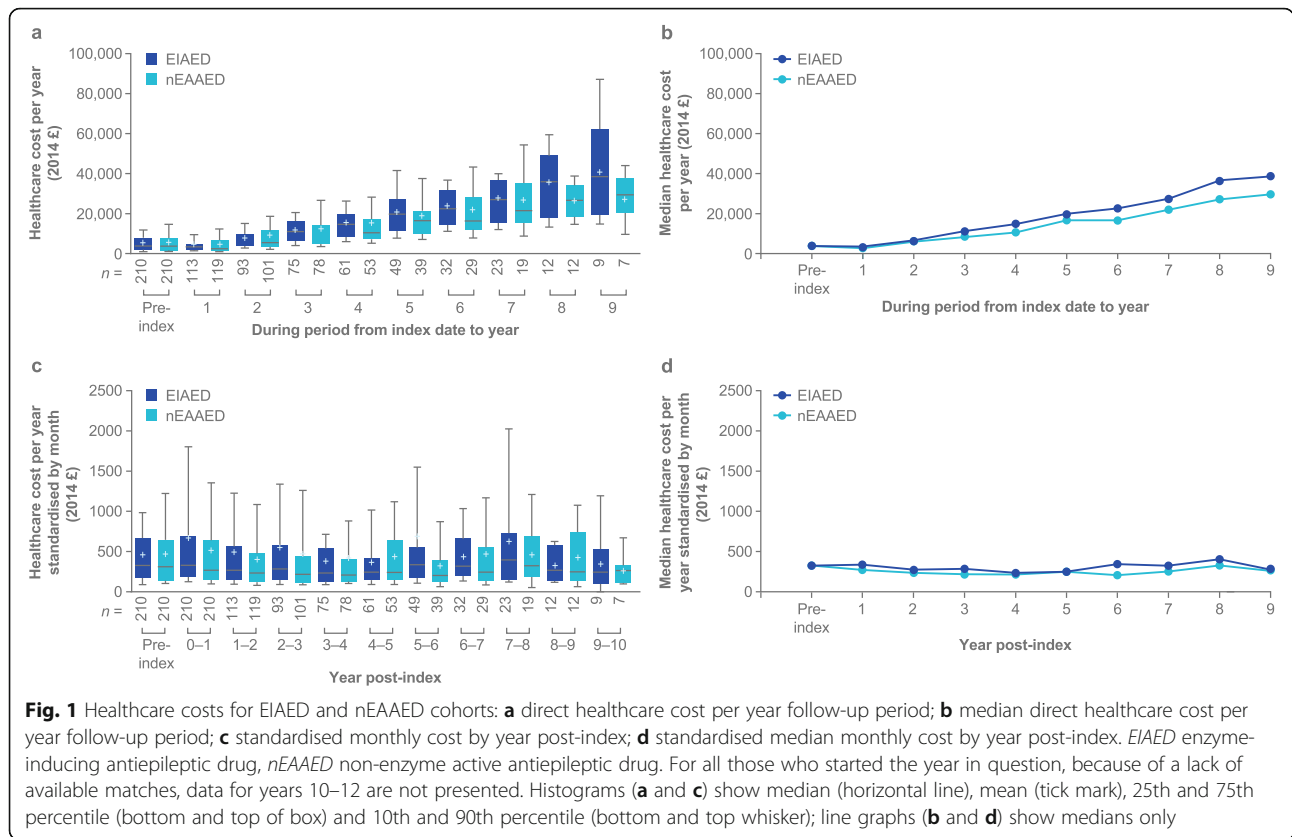 a
Healthcare cost per year
(2014 £)
100,000
80,000
60,000
40,000
20,000
0
EIAED
nEAAED
n =
210 210 113 119 93 101 75 78 61 53 49 39 32 29 23 19 12 12 9 7
Pre-
index
1 2 3 4 5 6 7 8 9
During period from index date to year
b
Median healthcare cost
per year (2014 £)
100,000
80,000
60,000
40,000
20,000
0
EIAED
nEAAED
Pre-
index
1 2 3 4 5 6 7 8 9
During period from index date to year
c
Healthcare cost per year
standardised by month
(2014 £)
2500
2000
1500
1000
500
0
EIAED
nEAAED
n =
210 210 210 210 113 119 93 101 75 78 61 53 49 39 32 29 23 19 12 12 9 7
Pre-
index
0–1 1–2 2–3 3–4 4–5 5–6 6–7 7–8 8–9 9–10
Year post-index
d
Median healthcare cost per
year standardised by month
(2014 £)
2500
2000
1500
1000
500
0
EIAED
nEAAED
Pre-
index
1 2 3 4 5 6 7 8 9
Year post-index
Fig. 1 Healthcare costs for EIAED and nEAAED cohorts: a direct healthcare cost per year follow-up period; b median direct healthcare cost per
year follow-up period; c standardised monthly cost by year post-index; d standardised median monthly cost by year post-index. EIAED enzyme-
inducing antiepileptic drug, nEAAED non-enzyme active antiepileptic drug. For all those who started the year in question, because of a lack of
available matches, data for years 10–12 are not presented. Histograms (a and c) show median (horizontal line), mean (tick mark), 25th and 75th
percentile (bottom and top of box) and 10th and 90th percentile (bottom and top whisker); line graphs (b and d) show medians only